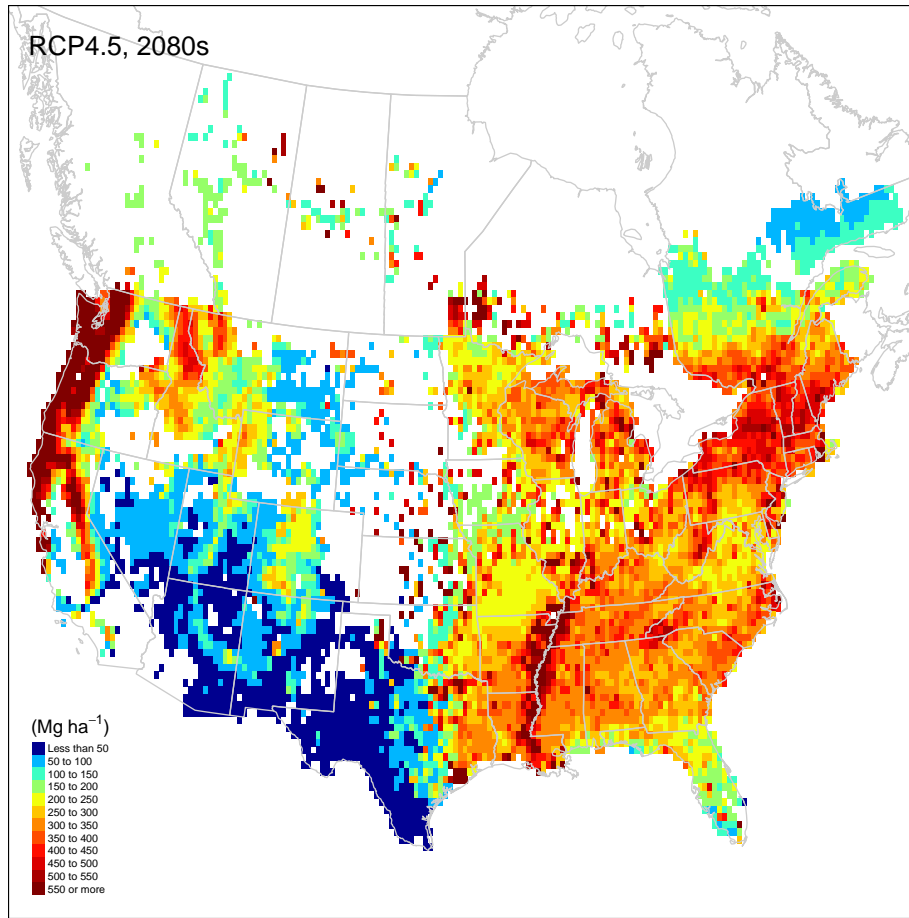 RCP4.5, 2080s
(Mg ha⁻¹)
Less than 50
50 to 100
100 to 150
150 to 200
200 to 250
250 to 300
300 to 350
350 to 400
400 to 450
450 to 500
500 to 550
550 or more